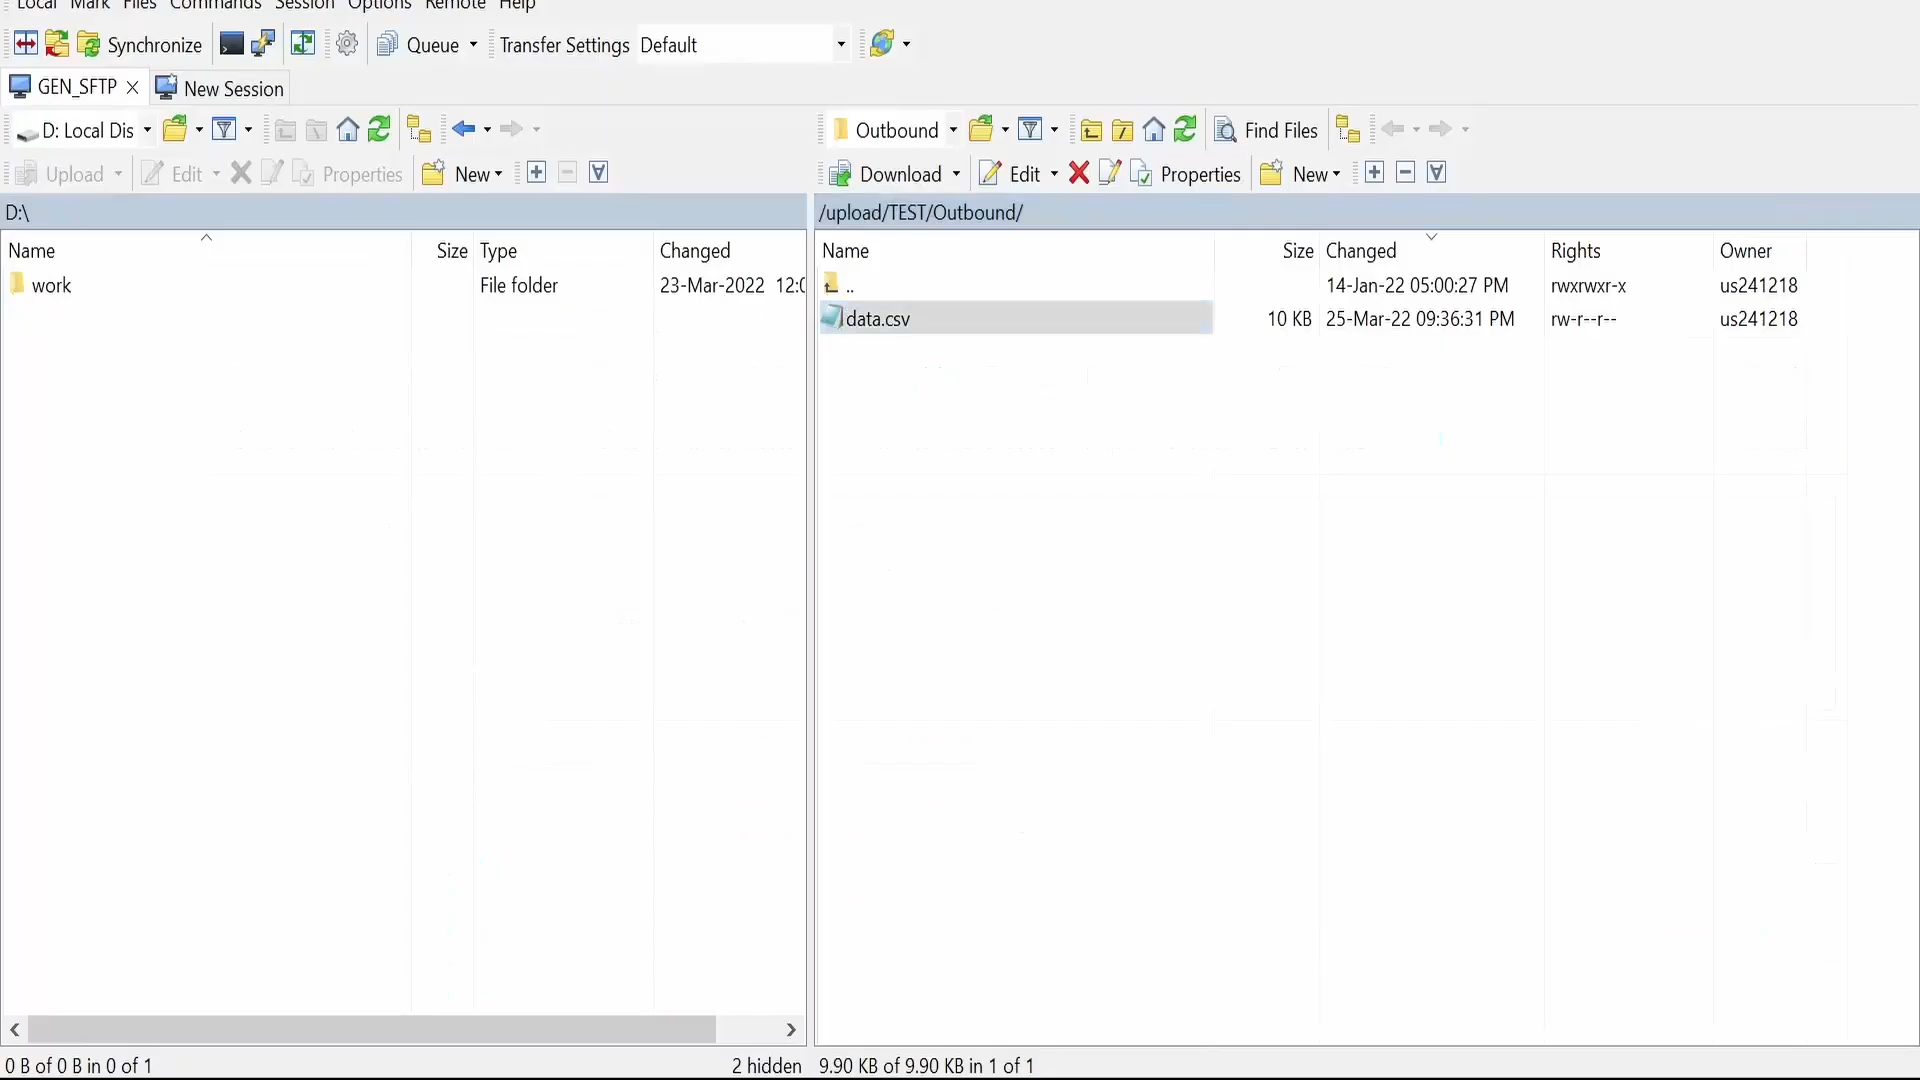 Local Mark Files Commands Session Options Remote Help
Synchronize Queue Transfer Settings Default
GEN_SFTP New Session
D: Local Dis
Outbound Find Files
Upload Edit Properties New
Download Edit Properties New
D:\
/upload/TEST/Outbound/
Name Size Type Changed
work File folder 23-Mar-2022 12:0
Name Size Changed Rights Owner
.. 14-Jan-22 05:00:27 PM rwxrwxr-x us241218
data.csv 10 KB 25-Mar-22 09:36:31 PM rw-r--r-- us241218
0 B of 0 B in 0 of 1 2 hidden
9.90 KB of 9.90 KB in 1 of 1